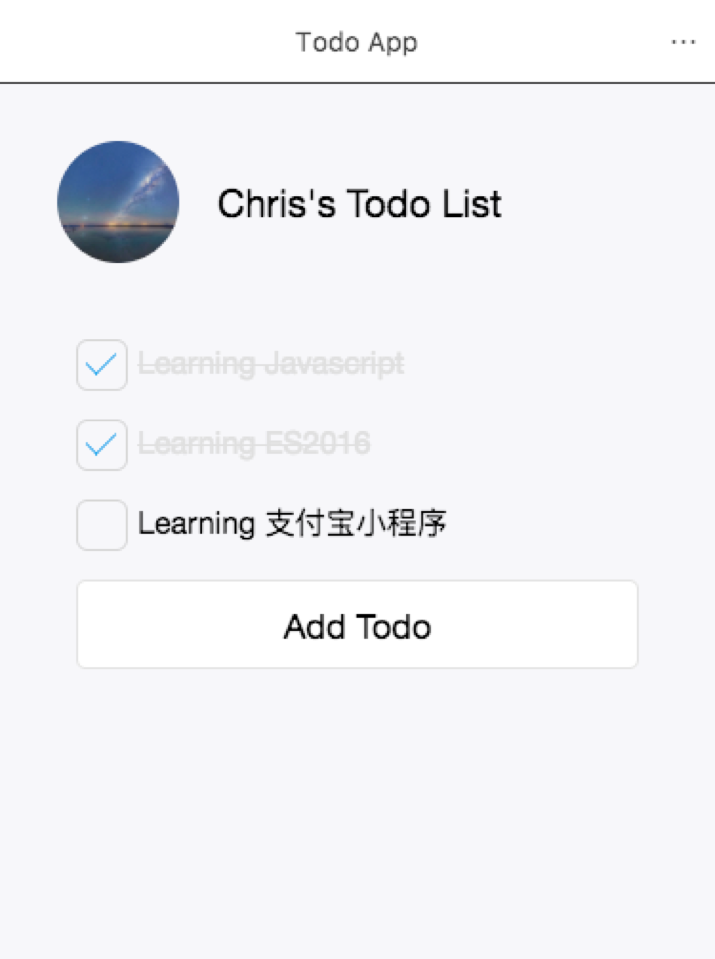 Todo App
Chris's Todo List
Learning Javascript
Learning ES2016
Learning 支付宝小程序
Add Todo